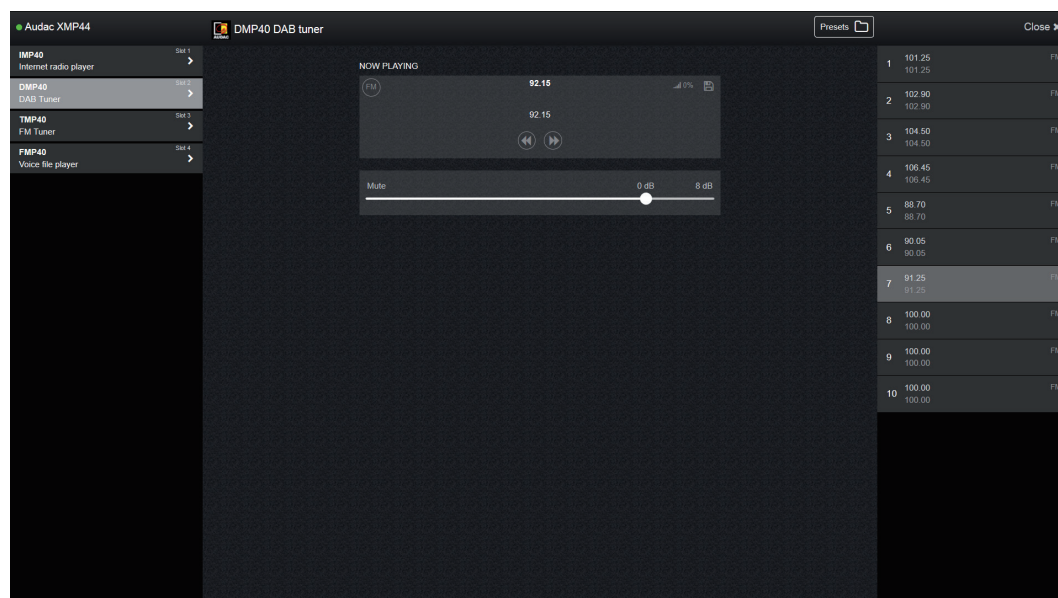 Audac XMP44
DMP40 DAB tuner
Presets
Close ×
IMP40
Slot 1
Internet radio player
DMP40
Slot 2
DAB Tuner
TMP40
Slot 3
FM Tuner
FMP40
Slot 4
Voice file player
NOW PLAYING
FM
92.15
0%
92.15
Mute
0 dB
8 dB
1
101.25
101.25
2
102.90
102.90
3
104.50
104.50
4
106.45
106.45
5
88.70
88.70
6
90.05
90.05
7
91.25
91.25
8
100.00
100.00
9
100.00
100.00
10
100.00
100.00